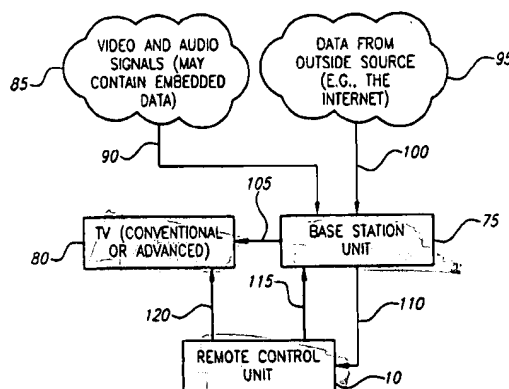 VIDEO AND AUDIO
SIGNALS (MAY
CONTAIN EMBEDDED
DATA)
85
DATA FROM
OUTSIDE SOURCE
(E.G., THE
INTERNET)
95
90
100
105
TV (CONVENTIONAL
OR ADVANCED)
80
BASE STATION
UNIT
75
120
115
110
REMOTE CONTROL
UNIT
10